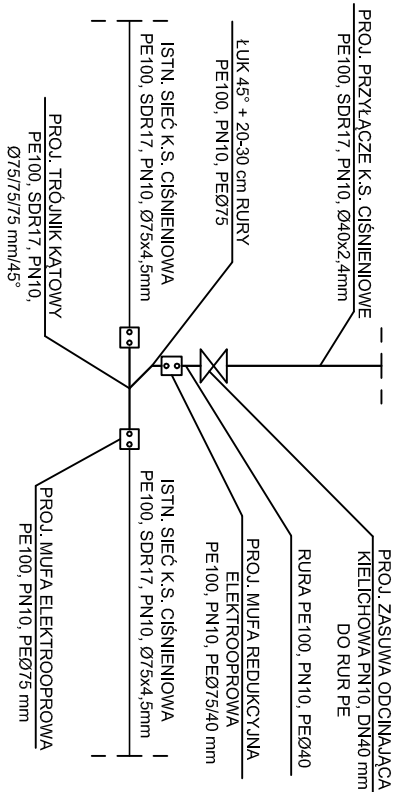 PROJ. PRZYŁĄCZE K.S. CIŚNIENIOWE
PE100, SDR17, PN10, Ø40x2,4mm
PROJ. ZASUWA ODCINAJĄCA
KIELICHOWA PN10, DN40 mm
DO RUR PE
ŁUK 45° + 20-30 cm RURY
PE100, PN10, PEØ75
RURA PE100, PN10, PEØ40
PROJ. MUFA REDUKCYJNA
ELEKTROOPROWA
PE100, PN10, PEØ75/40 mm
ISTN. SIEĆ K.S. CIŚNIENIOWA
PE100, SDR17, PN10, Ø75x4,5mm
ISTN. SIEĆ K.S. CIŚNIENIOWA
PE100, SDR17, PN10, Ø75x4,5mm
PROJ. TRÓJNIK KĄTOWY
PE100, SDR17, PN10,
Ø75/75/75 mm/45°
PROJ. MUFA ELEKTROOPROWA
PE100, PN10, PEØ75 mm